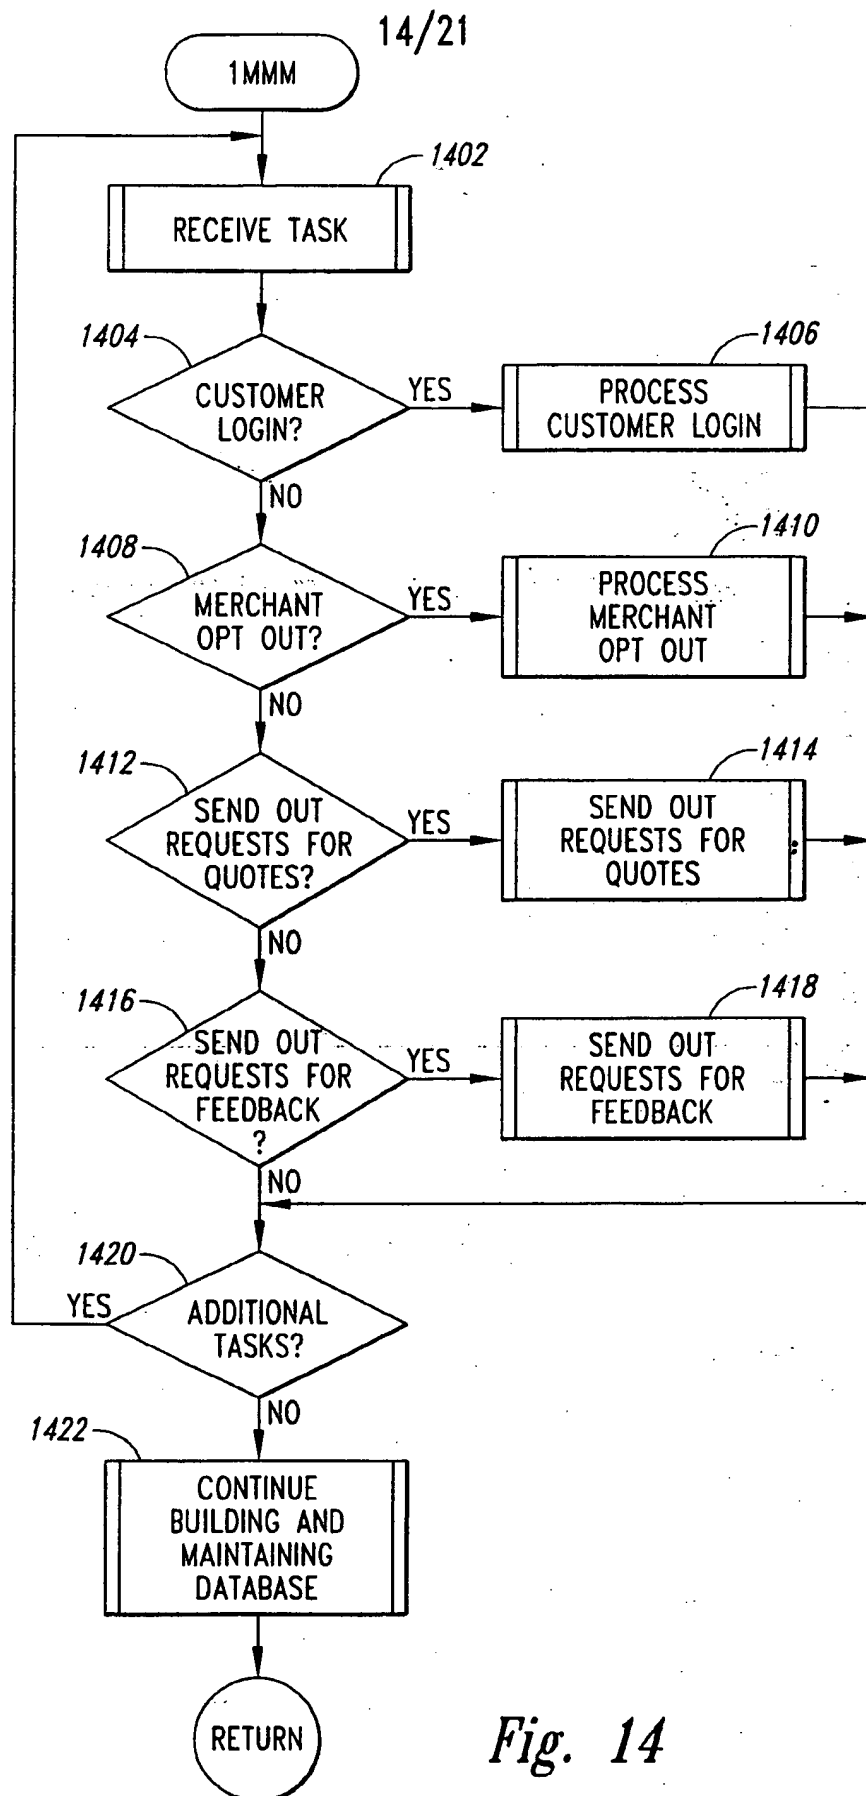 14/21
1MMM
1402
RECEIVE TASK
1404
CUSTOMER
LOGIN?
YES
1406
PROCESS
CUSTOMER LOGIN
NO
1408
MERCHANT
OPT OUT?
YES
1410
PROCESS
MERCHANT
OPT OUT
NO
1412
SEND OUT
REQUESTS FOR
QUOTES?
YES
1414
SEND OUT
REQUESTS FOR
QUOTES
NO
1416
SEND OUT
REQUESTS FOR
FEEDBACK
?
YES
1418
SEND OUT
REQUESTS FOR
FEEDBACK
NO
1420
YES
ADDITIONAL
TASKS?
NO
1422
CONTINUE
BUILDING AND
MAINTAINING
DATABASE
RETURN
Fig. 14